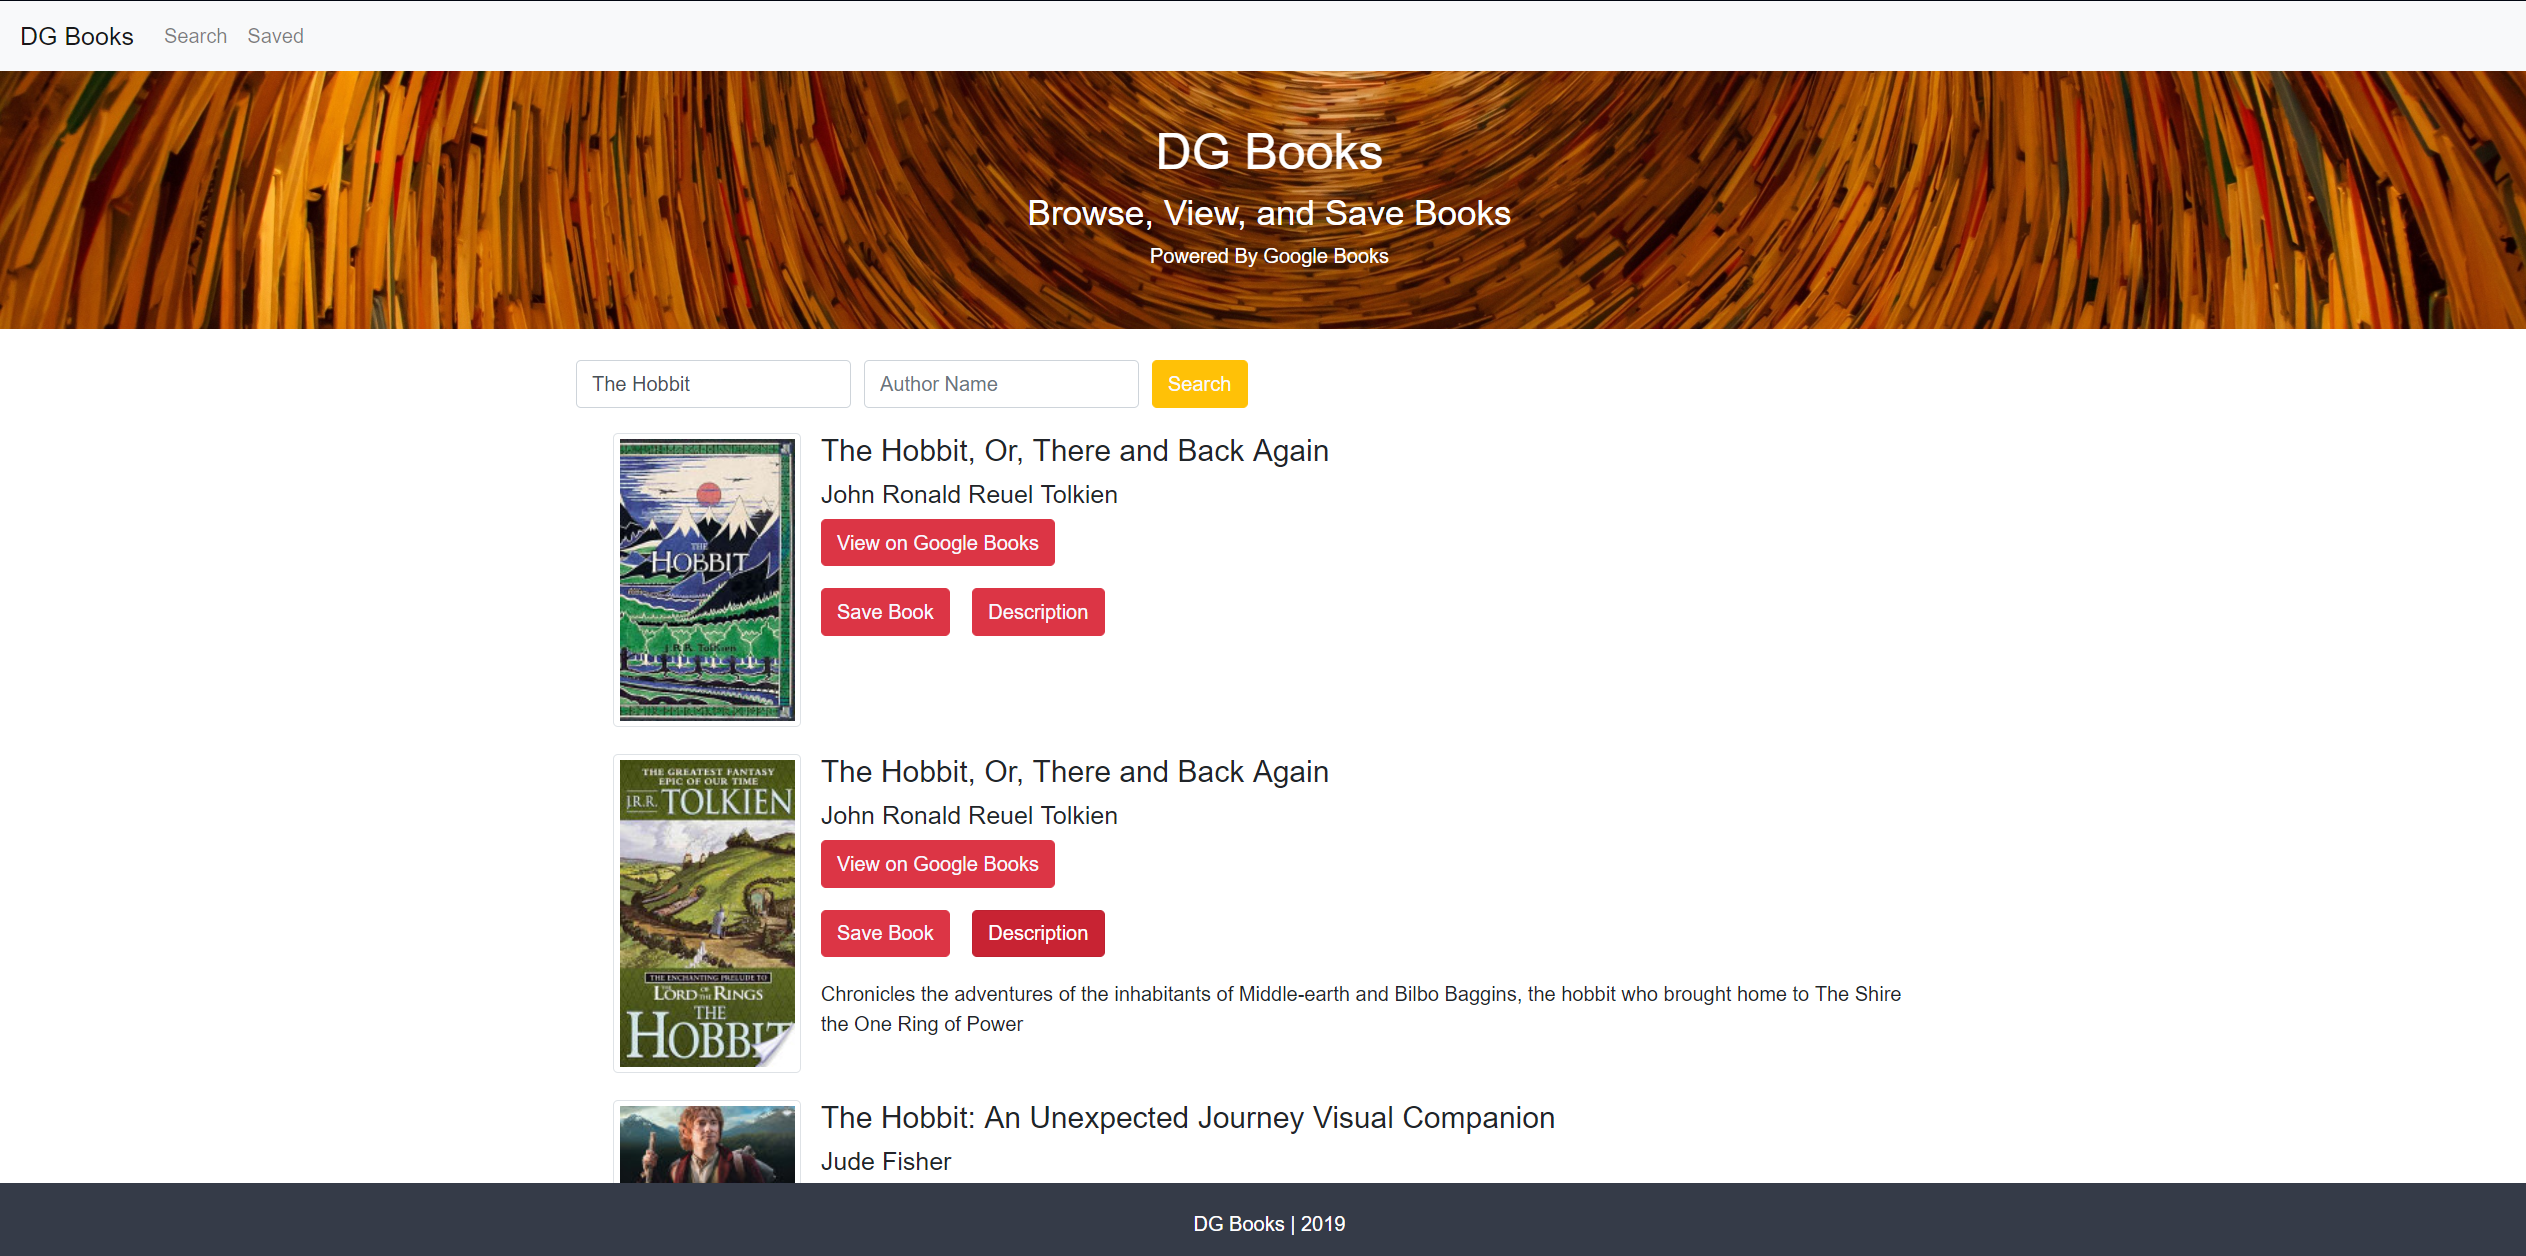 DG Books Search Saved
DG Books
Browse, View, and Save Books
Powered By Google Books
The Hobbit Author Name Search
The Hobbit, Or, There and Back Again
John Ronald Reuel Tolkien
View on Google Books
Save Book Description
THE
HOBBIT
J.R.R. Tolkien
The Hobbit, Or, There and Back Again
John Ronald Reuel Tolkien
View on Google Books
Save Book Description
Chronicles the adventures of the inhabitants of Middle-earth and Bilbo Baggins, the hobbit who brought home to The Shire
the One Ring of Power
THE GREATEST FANTASY
EPIC OF OUR TIME
J.R.R. TOLKIEN
THE ENCHANTING PRELUDE TO
THE LORD OF THE RINGS
THE
HOBBIT
The Hobbit: An Unexpected Journey Visual Companion
Jude Fisher
DG Books | 2019